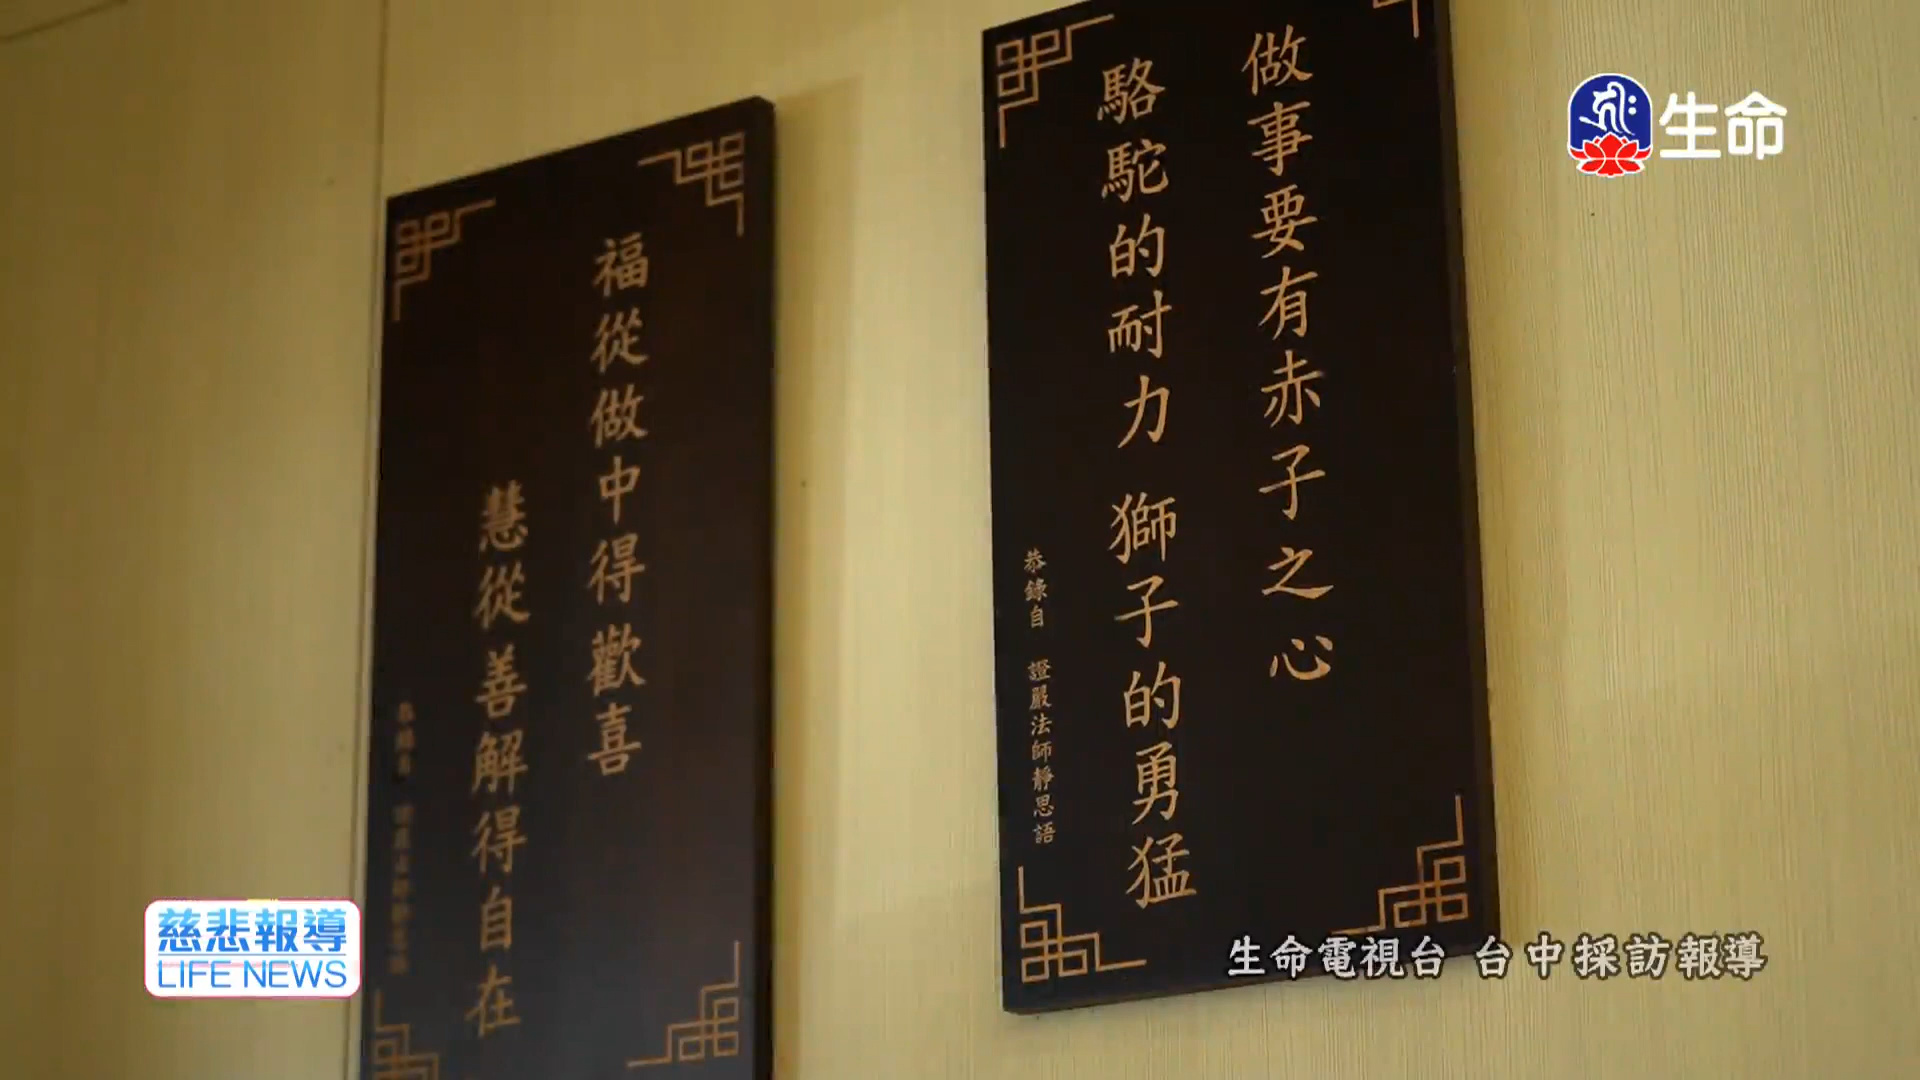 做事要有赤子之心
駱駝的耐力 獅子的勇猛
恭錄自 證嚴法師靜思語
福從做中得歡喜
慧從善解得自在
生命
慈悲報導
LIFE NEWS
生命電視台 台中採訪報導